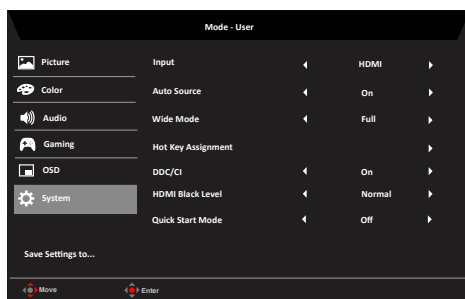 Mode - User
Picture
Input HDMI
Color
Auto Source On
Audio
Wide Mode Full
Gaming
Hot Key Assignment
OSD
DDC/CI On
System
HDMI Black Level Normal
Quick Start Mode Off
Save Settings to...
Move Enter